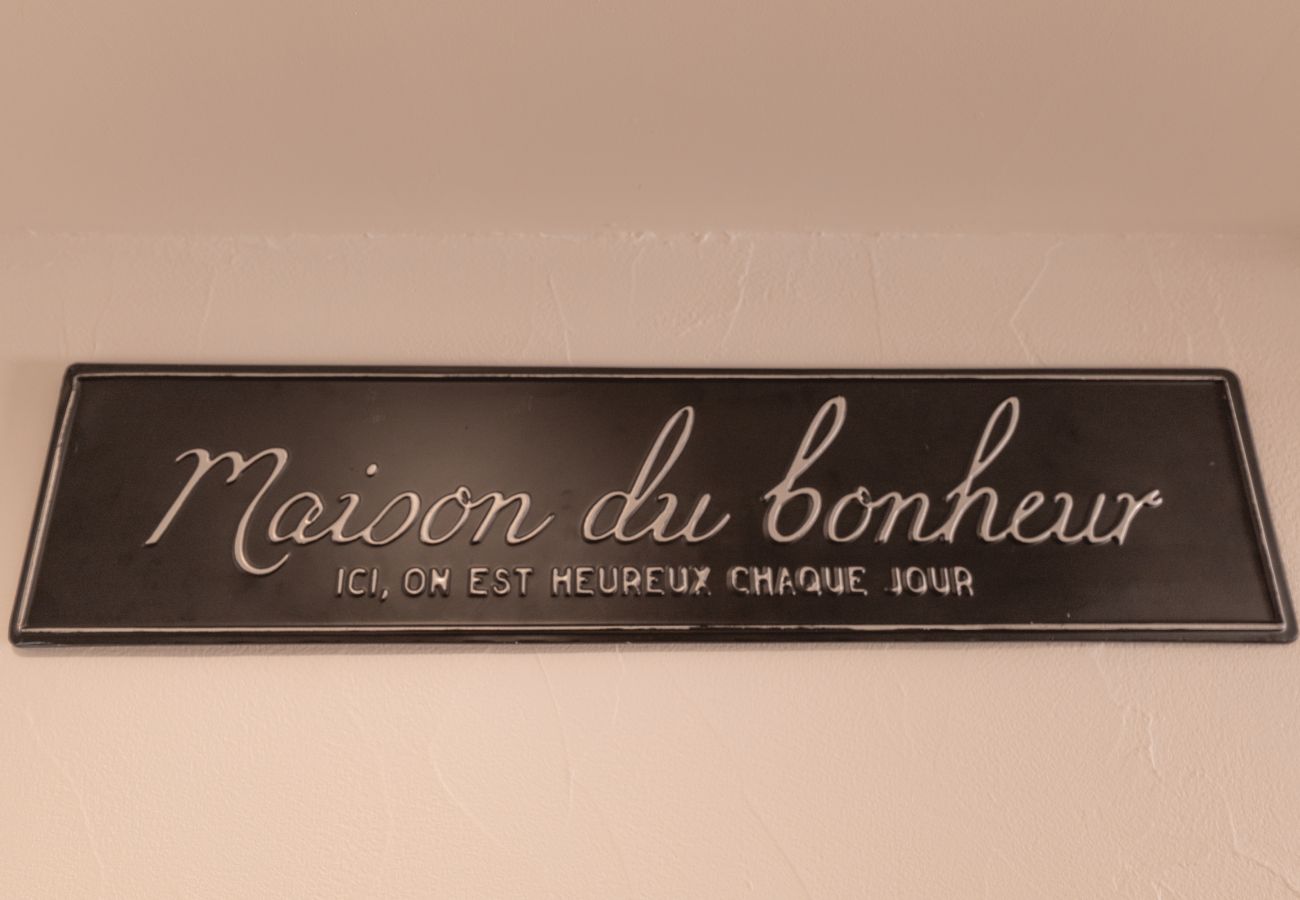 Maison du bonheur
ICI, ON EST HEUREUX CHAQUE JOUR